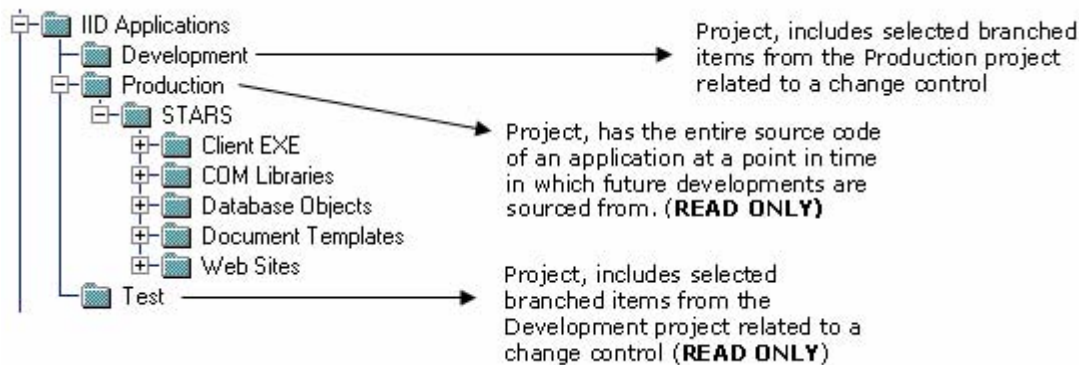 IID Applications
Development
Production
STARS
Client EXE
COM Libraries
Database Objects
Document Templates
Web Sites
Test
Project, includes selected branched
items from the Production project
related to a change control
Project, has the entire source code
of an application at a point in time
in which future developments are
sourced from. (READ ONLY)
Project, includes selected
branched items from the
Development project related to a
change control (READ ONLY)